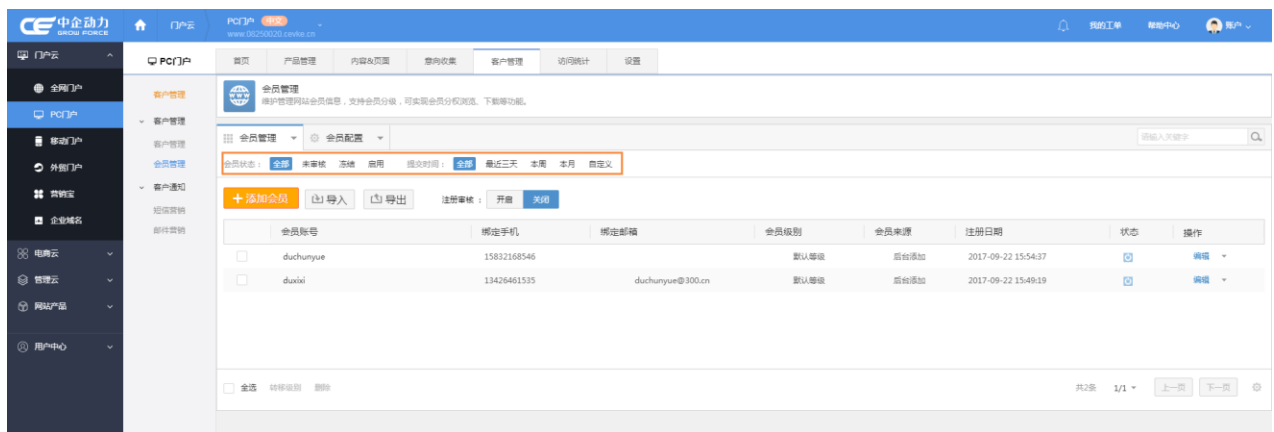 中企动力
GROW FORCE
门户云
PC门户 中文
www.08250020.cevke.cn
我的工单 帮助中心 账户
门户云
全网门户
PC门户
移动门户
外贸门户
营销宝
企业域名
电商云
管理云
网站产品
用户中心
PC门户
客户管理
客户管理
客户管理
会员管理
客户通知
短信营销
邮件营销
首页 产品管理 内容&页面 意向收集 客户管理 访问统计 设置
会员管理
维护管理网站会员信息，支持会员分级，可实现会员分权浏览、下载等功能。
会员管理 会员配置 请输入关键字
会员状态： 全部 未审核 冻结 启用 提交时间： 全部 最近三天 本周 本月 自定义
+添加会员 导入 导出 注册审核： 开启 关闭
会员账号 绑定手机 绑定邮箱 会员级别 会员来源 注册日期 状态 操作
duchunyue 15832168546 默认等级 后台添加 2017-09-22 15:54:37 编辑
duxixi 13426461535 duchunyue@300.cn 默认等级 后台添加 2017-09-22 15:49:19 编辑
全选 转移级别 删除 共2条 1/1 上一页 下一页